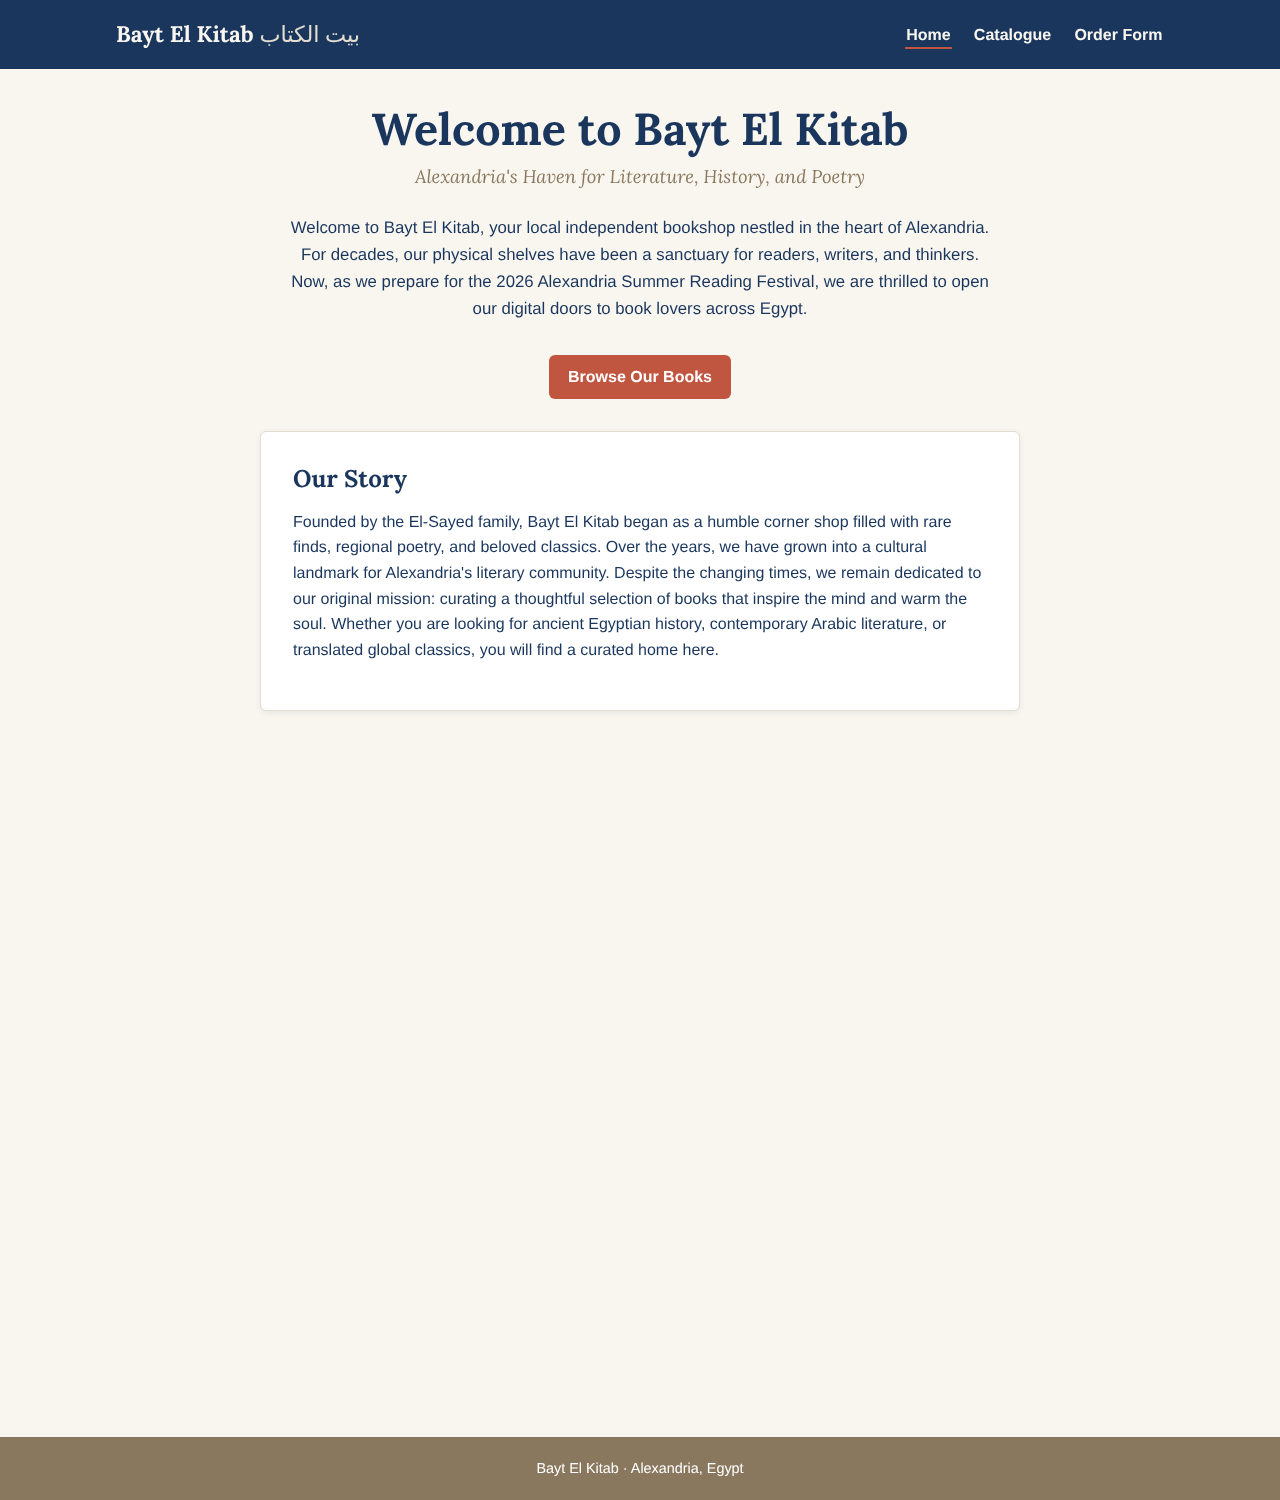 Bayt El Kitab بيت الكتاب
Home Catalogue Order Form
Welcome to Bayt El Kitab
Alexandria's Haven for Literature, History, and Poetry
Welcome to Bayt El Kitab, your local independent bookshop nestled in the heart of Alexandria.
For decades, our physical shelves have been a sanctuary for readers, writers, and thinkers.
Now, as we prepare for the 2026 Alexandria Summer Reading Festival, we are thrilled to open
our digital doors to book lovers across Egypt.
Browse Our Books
Our Story
Founded by the El-Sayed family, Bayt El Kitab began as a humble corner shop filled with rare
finds, regional poetry, and beloved classics. Over the years, we have grown into a cultural
landmark for Alexandria's literary community. Despite the changing times, we remain dedicated to
our original mission: curating a thoughtful selection of books that inspire the mind and warm the
soul. Whether you are looking for ancient Egyptian history, contemporary Arabic literature, or
translated global classics, you will find a curated home here.
Bayt El Kitab · Alexandria, Egypt